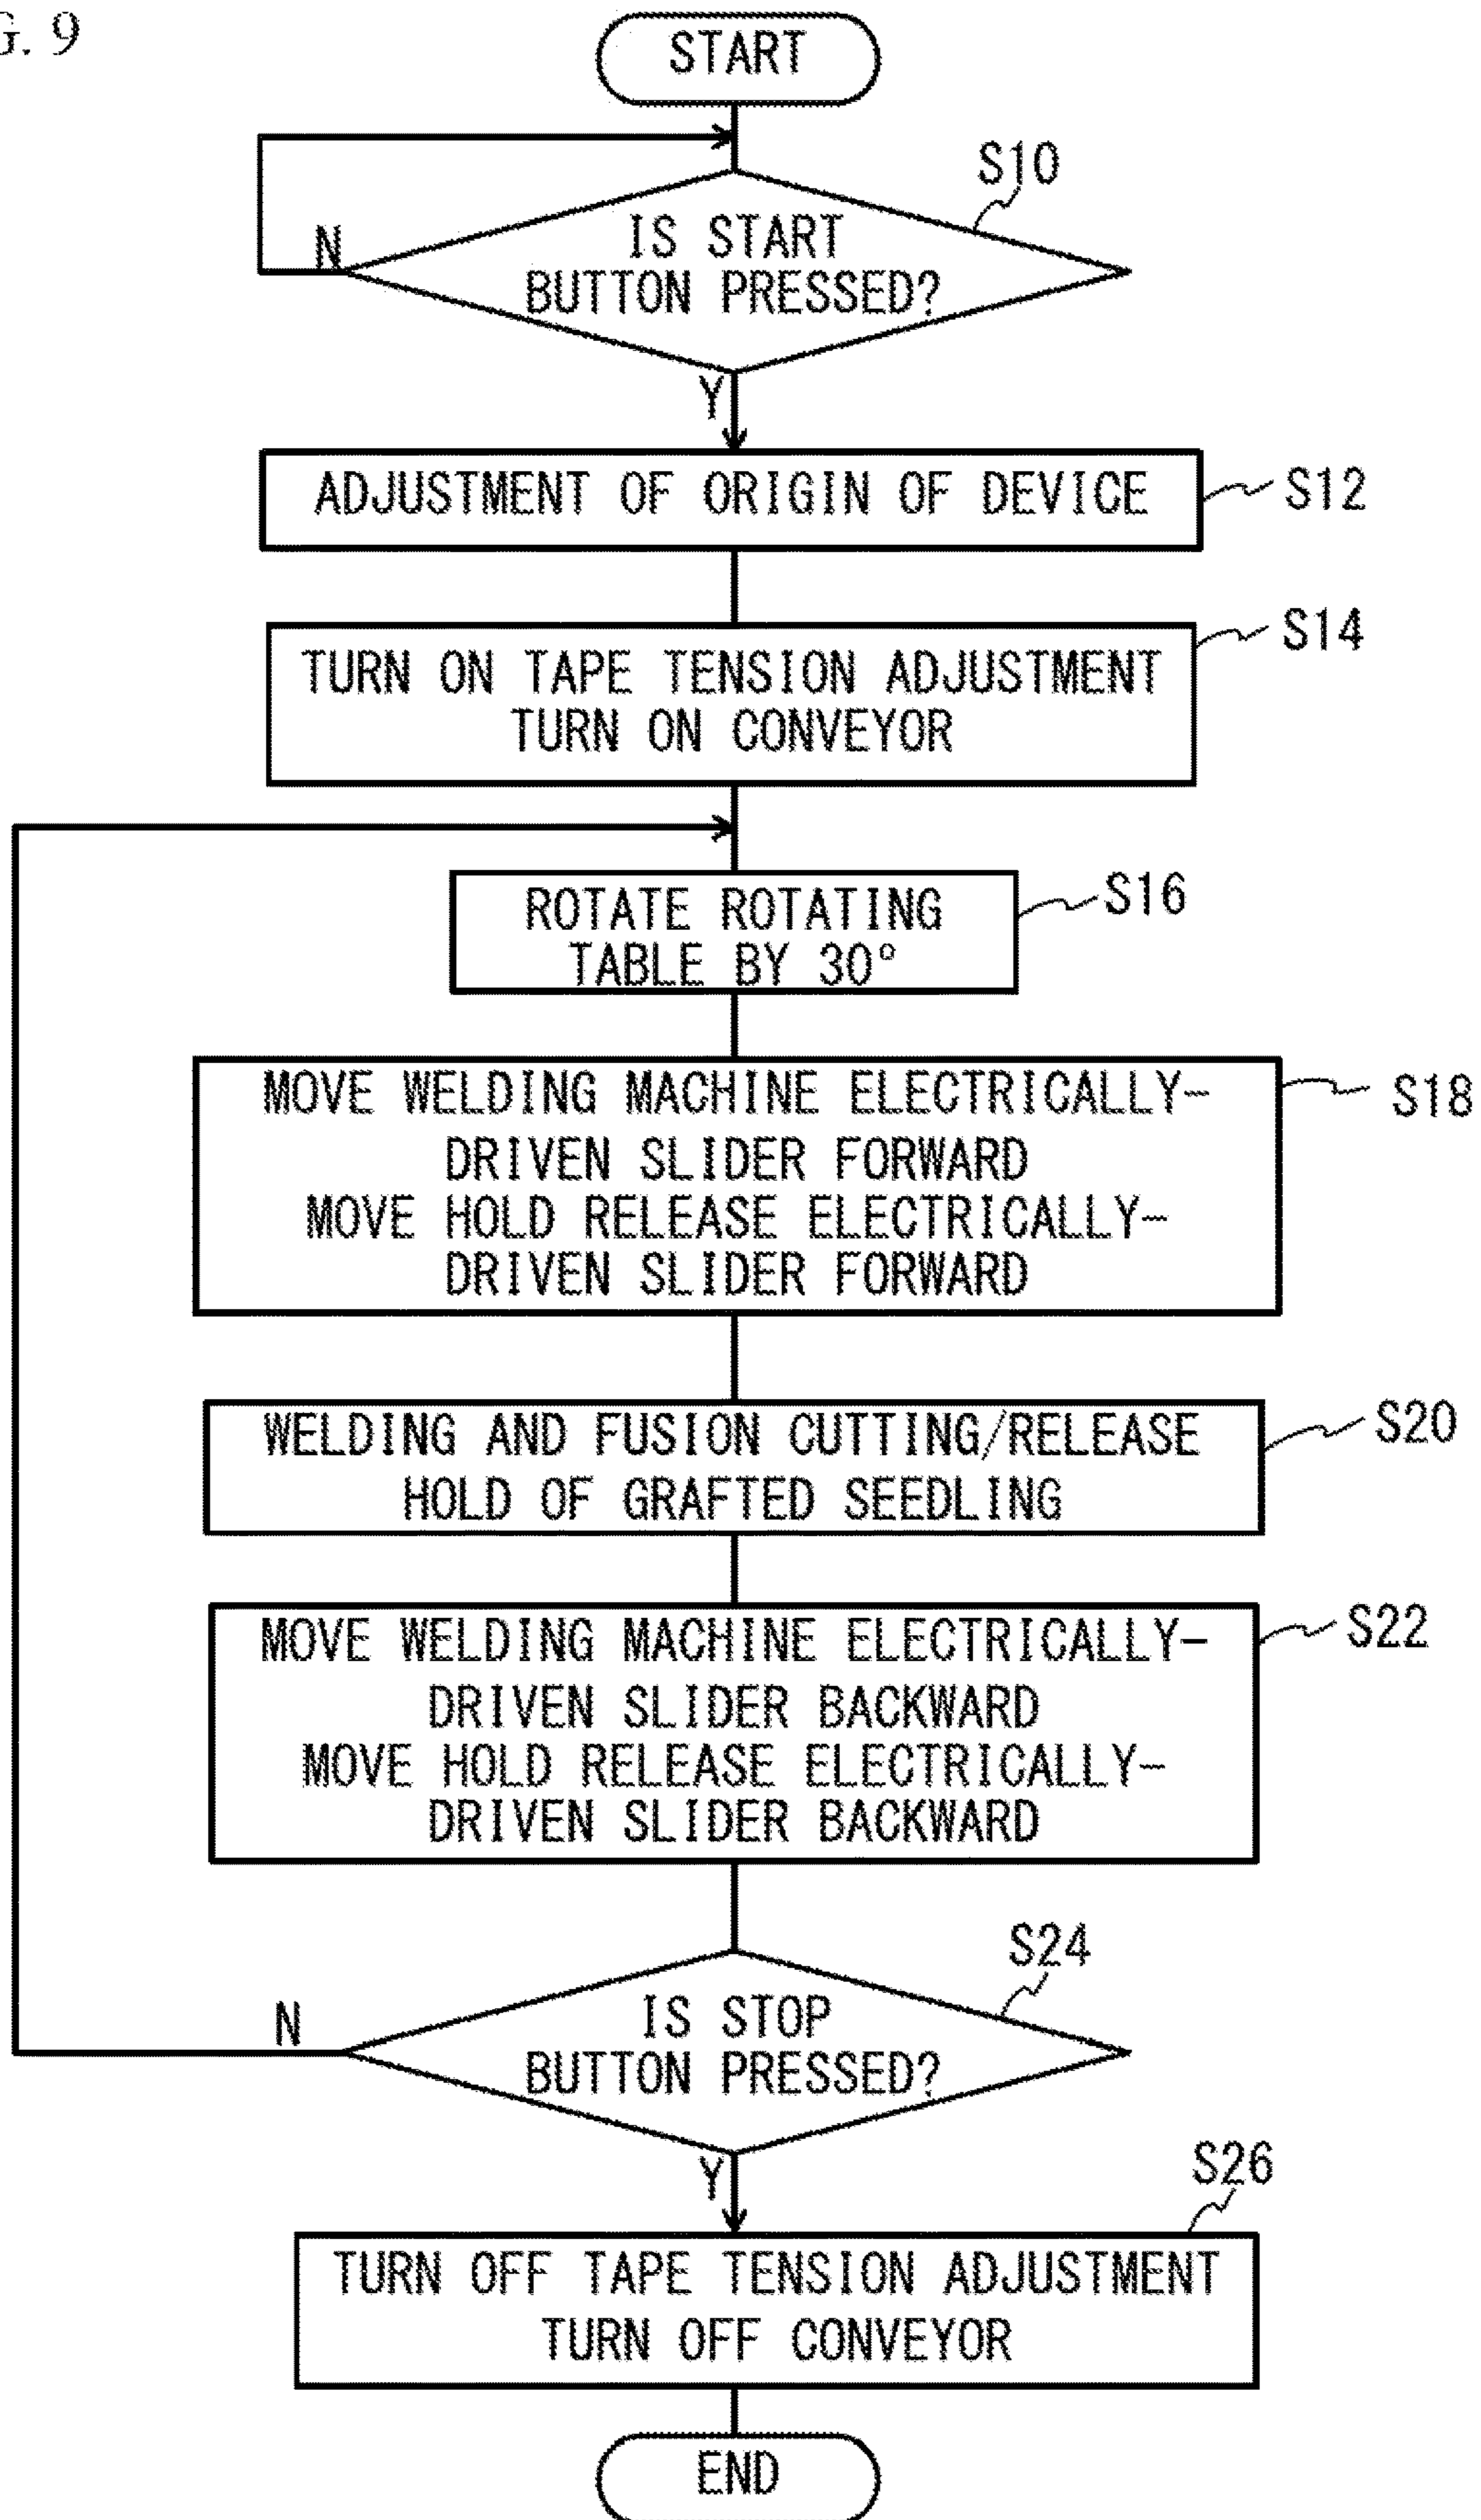 G. 9
START
S10
IS START
BUTTON PRESSED?
N
Y
ADJUSTMENT OF ORIGIN OF DEVICE
S12
TURN ON TAPE TENSION ADJUSTMENT
TURN ON CONVEYOR
S14
ROTATE ROTATING
TABLE BY 30°
S16
MOVE WELDING MACHINE ELECTRICALLY-
DRIVEN SLIDER FORWARD
MOVE HOLD RELEASE ELECTRICALLY-
DRIVEN SLIDER FORWARD
S18
WELDING AND FUSION CUTTING/RELEASE
HOLD OF GRAFTED SEEDLING
S20
MOVE WELDING MACHINE ELECTRICALLY-
DRIVEN SLIDER BACKWARD
MOVE HOLD RELEASE ELECTRICALLY-
DRIVEN SLIDER BACKWARD
S22
S24
IS STOP
BUTTON PRESSED?
N
Y
S26
TURN OFF TAPE TENSION ADJUSTMENT
TURN OFF CONVEYOR
END